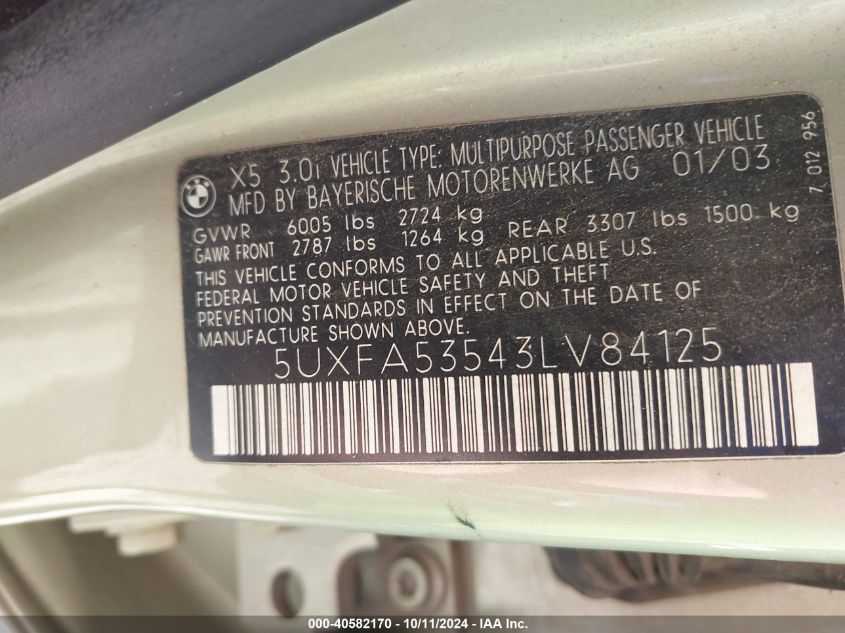 X5 3.0i VEHICLE TYPE: MULTIPURPOSE PASSENGER VEHICLE
MFD BY BAYERISCHE MOTORENWERKE AG 01/03
GVWR 6005 lbs 2724 kg
GAWR FRONT 2787 lbs 1264 kg REAR 3307 lbs 1500 kg
THIS VEHICLE CONFORMS TO ALL APPLICABLE U.S.
FEDERAL MOTOR VEHICLE SAFETY AND THEFT
PREVENTION STANDARDS IN EFFECT ON THE DATE OF
MANUFACTURE SHOWN ABOVE.
5UXFA53543LV84125
7 012 956
000-40582170 - 10/11/2024 - IAA Inc.